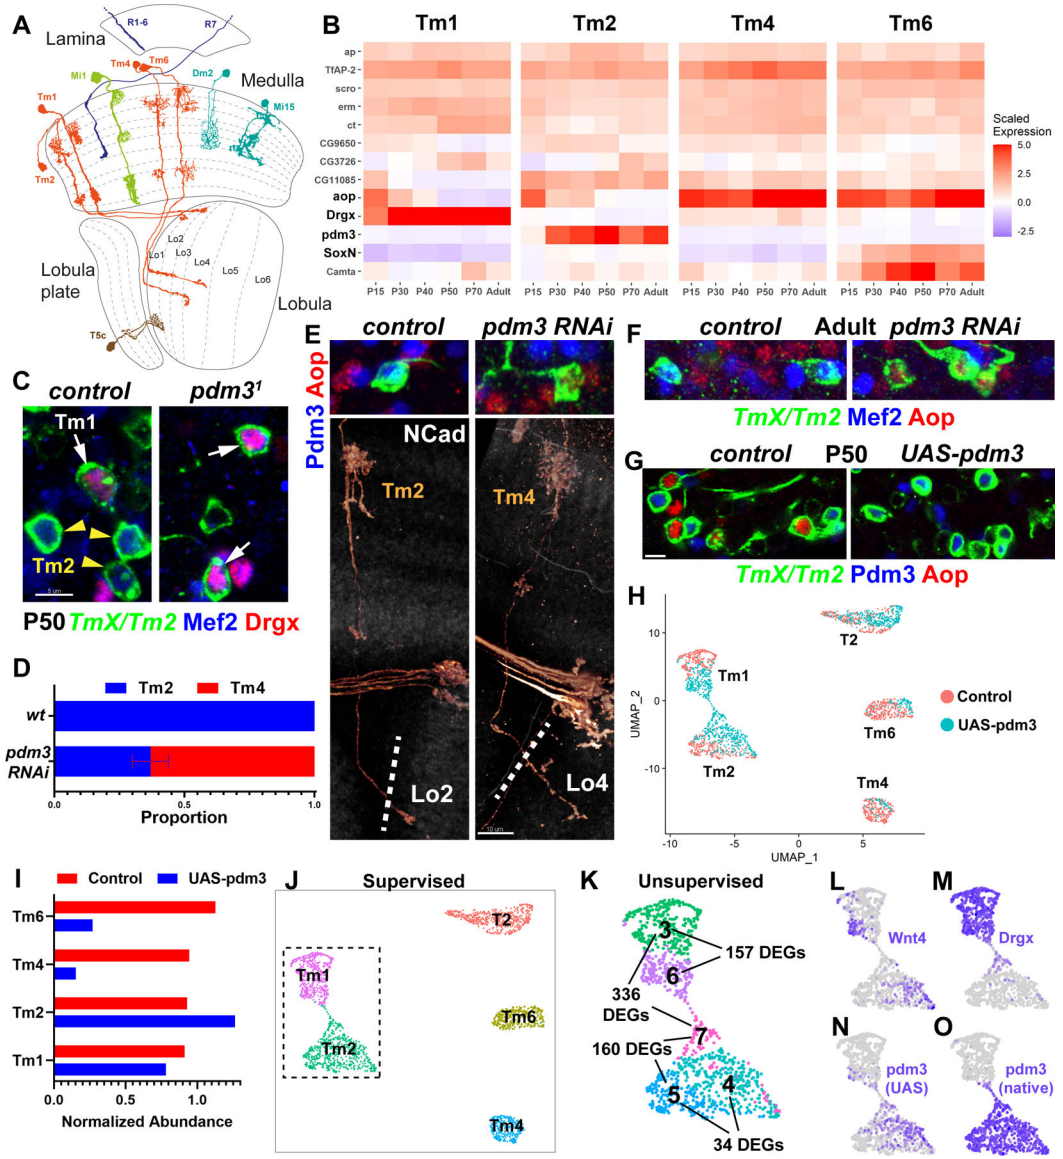 A
R1-6
R7
Lamina
Tm4
Tm6
Mi1
Dm2
Medulla
Tm1
Mi15
Tm2
Lo2
Lo1
Lo3
Lo4
Lo5
Lo6
Lobula
plate
Lobula
T5c
B
Tm1
Tm2
Tm4
Tm6
ap
TfAP-2
scro
erm
ct
CG9650
CG3726
CG11085
aop
Drgx
pdm3
SoxN
Camta
P15 P30 P40 P50 P70 Adult
P15 P30 P40 P50 P70 Adult
P15 P30 P40 P50 P70 Adult
P15 P30 P40 P50 P70 Adult
Scaled
Expression
5.0
2.5
0.0
-2.5
C
control
pdm3¹
Tm1
Tm2
5 um
P50 TmX/Tm2 Mef2 Drgx
D
Tm2
Tm4
wt
pdm3
RNAi
0.0
0.5
1.0
Proportion
E
control
pdm3 RNAi
Pdm3 Aop
NCad
Tm2
Tm4
Lo2
Lo4
10 um
F
control
Adult
pdm3 RNAi
TmX/Tm2 Mef2 Aop
G
control
P50
UAS-pdm3
TmX/Tm2 Pdm3 Aop
H
T2
Tm1
Tm6
Tm2
Tm4
Control
UAS-pdm3
10
0
-10
UMAP_2
-10
-5
0
5
UMAP_1
I
Control
UAS-pdm3
Tm6
Tm4
Tm2
Tm1
0.0
0.5
1.0
Normalized Abundance
J
Supervised
T2
Tm1
Tm6
Tm2
Tm4
K
Unsupervised
3
157 DEGs
6
336
DEGs
7
160 DEGs
5
4
34 DEGs
L
Wnt4
M
Drgx
N
pdm3
(UAS)
O
pdm3
(native)